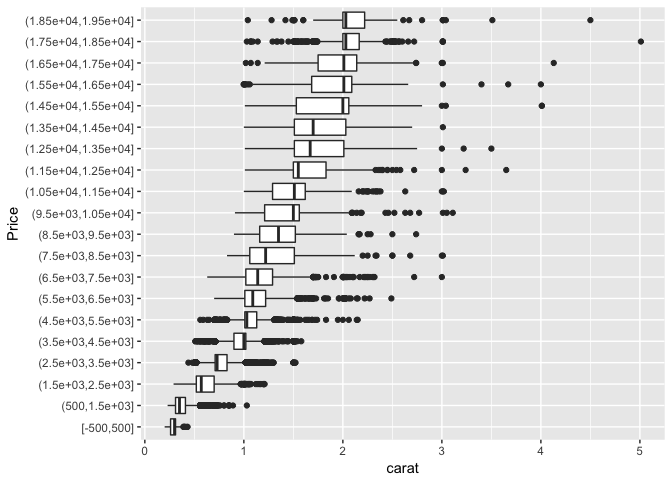 (1.85e+04,1.95e+04]
(1.75e+04,1.85e+04]
(1.65e+04,1.75e+04]
(1.55e+04,1.65e+04]
(1.45e+04,1.55e+04]
(1.35e+04,1.45e+04]
(1.25e+04,1.35e+04]
(1.15e+04,1.25e+04]
(1.05e+04,1.15e+04]
(9.5e+03,1.05e+04]
(8.5e+03,9.5e+03]
(7.5e+03,8.5e+03]
(6.5e+03,7.5e+03]
(5.5e+03,6.5e+03]
(4.5e+03,5.5e+03]
(3.5e+03,4.5e+03]
(2.5e+03,3.5e+03]
(1.5e+03,2.5e+03]
(500,1.5e+03]
[-500,500]
Price
0 1 2 3 4 5
carat